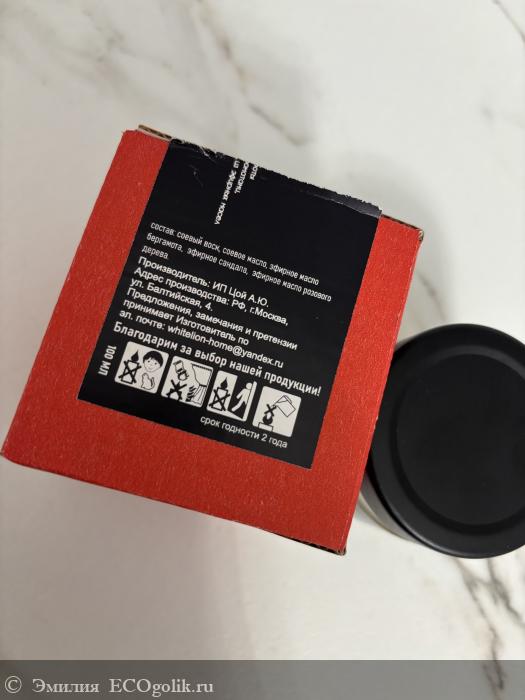 состав: соевый воск, соевое масло, эфирное масло
бергамота, эфирное сандала, эфирное масло розового
дерева.
Производитель: ИП Цой А.Ю.
Адрес производства: РФ, г.Москва,
ул. Балтийская, 4.
Предложения, замечания и претензии
принимает Изготовитель по
эл. почте: whitelion-home@yandex.ru
Благодарим за выбор нашей продукции!
100 МЛ
срок годности 2 года
© Эмилия ECOgolik.ru